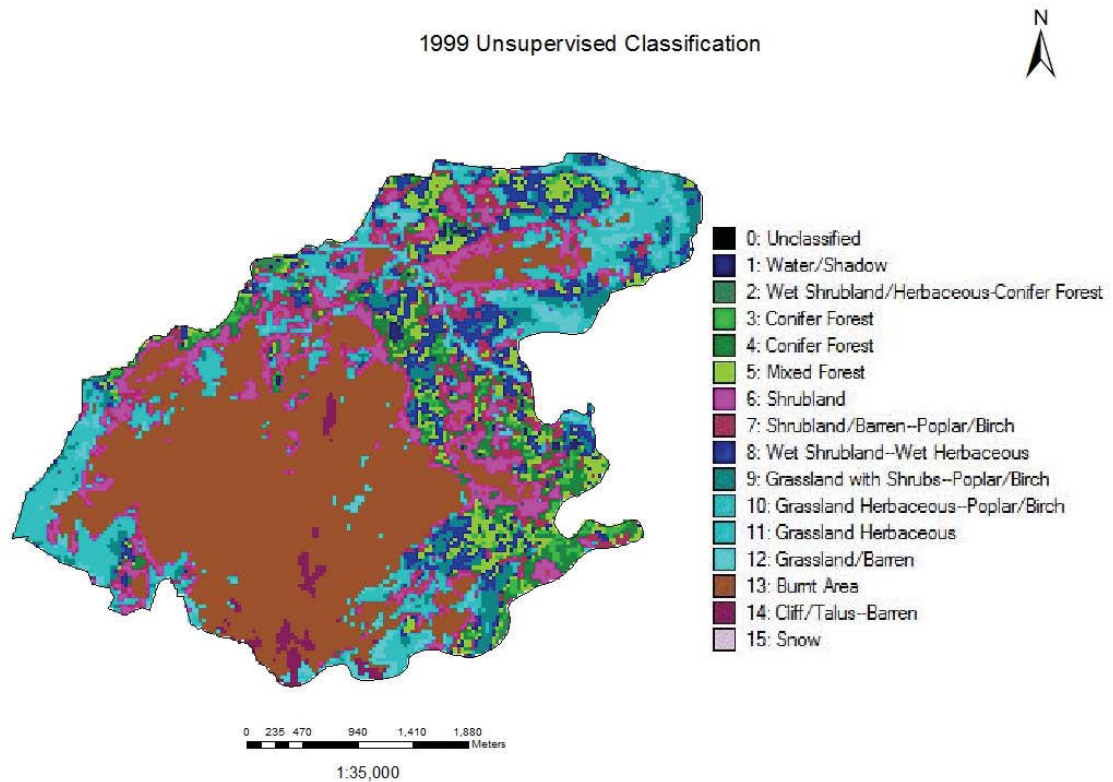 N
1999 Unsupervised Classification
0: Unclassified
1: Water/Shadow
2: Wet Shrubland/Herbaceous-Conifer Forest
3: Conifer Forest
4: Conifer Forest
5: Mixed Forest
6: Shrubland
7: Shrubland/Barren--Poplar/Birch
8: Wet Shrubland--Wet Herbaceous
9: Grassland with Shrubs--Poplar/Birch
10: Grassland Herbaceous--Poplar/Birch
11: Grassland Herbaceous
12: Grassland/Barren
13: Burnt Area
14: Cliff/Talus--Barren
15: Snow
0 235 470 940 1,410 1,880
Meters
1:35,000